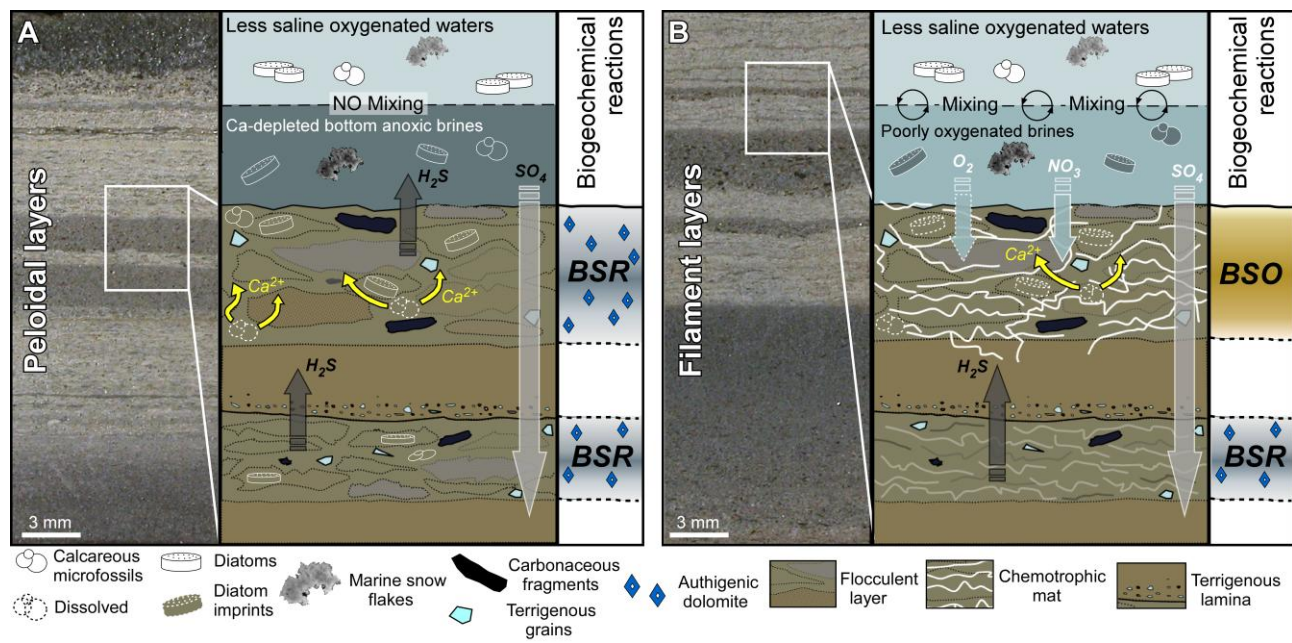 A
Peloidal layers
3 mm
Less saline oxygenated waters
NO Mixing
Ca-depleted bottom anoxic brines
H2S
SO4
Ca2+
Ca2+
H2S
Biogeochemical
reactions
BSR
BSR
B
Filament layers
3 mm
Less saline oxygenated waters
-Mixing
-Mixing
Poorly oxygenated brines
O2
NO3
SO4
Ca2+
H2S
Biogeochemical
reactions
BSO
BSR
Calcareous
microfossils
Dissolved
Diatoms
Diatom
imprints
Marine snow
flakes
Carbonaceous
fragments
Terrigenous
grains
Authigenic
dolomite
Flocculent
layer
Chemotrophic
mat
Terrigenous
lamina